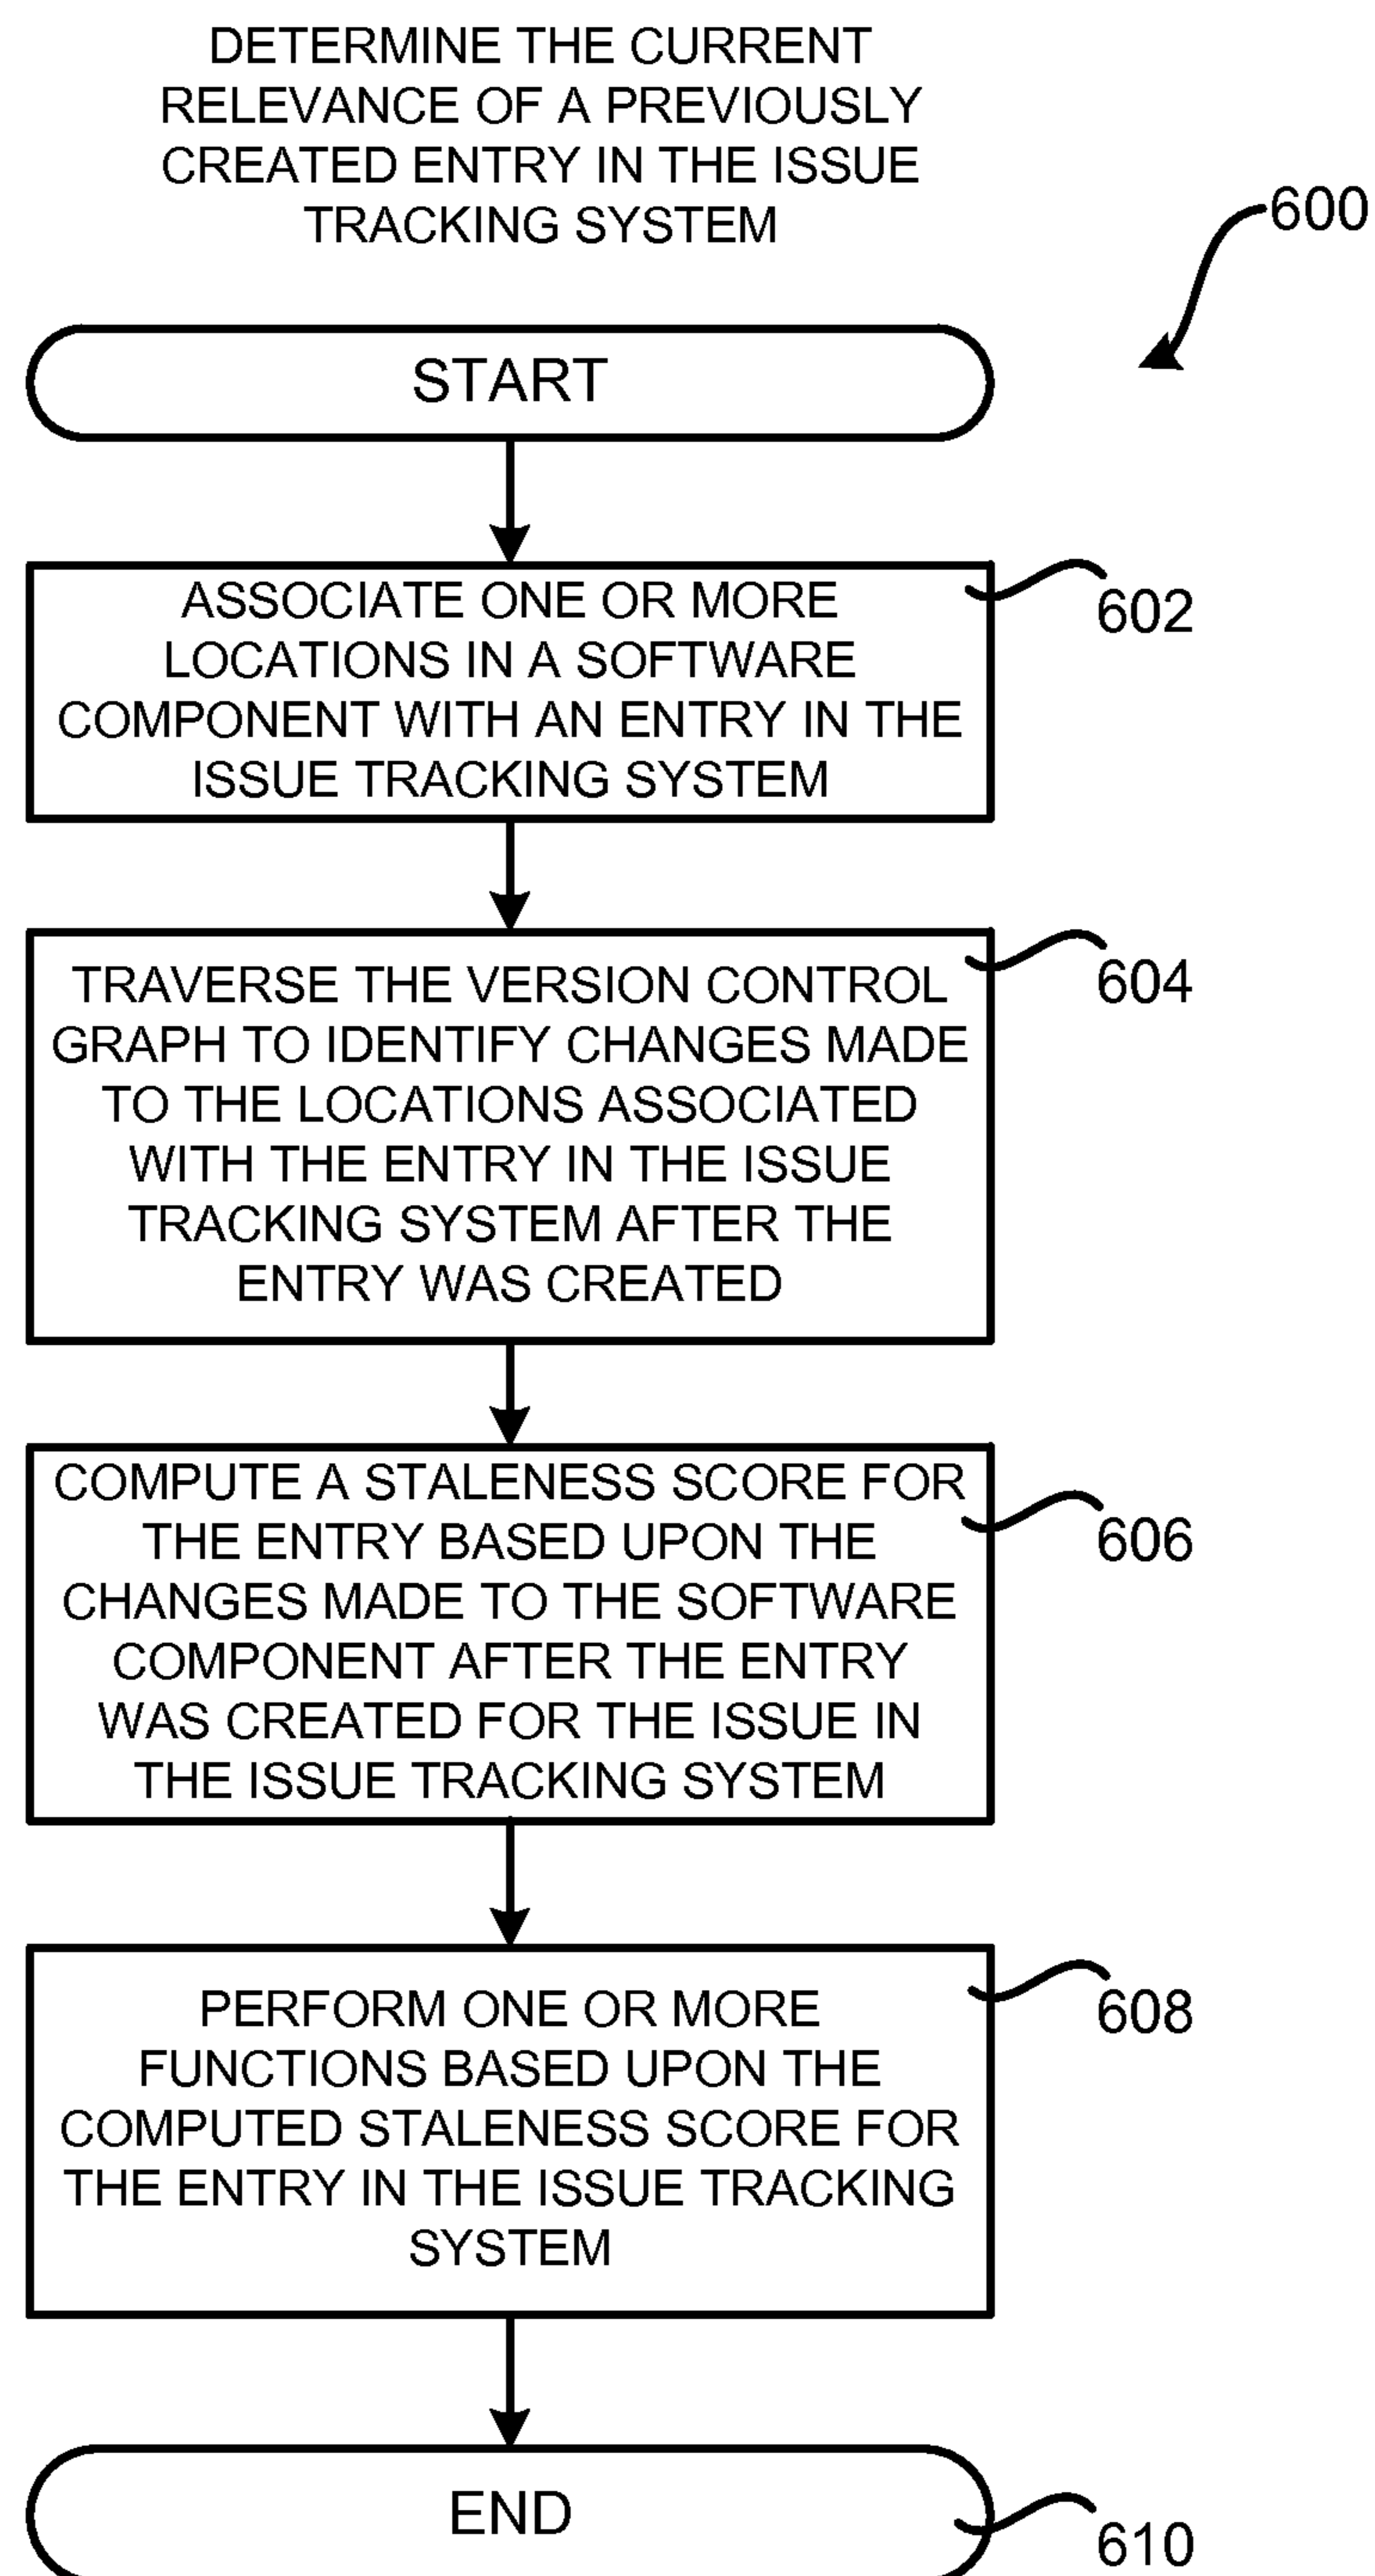 DETERMINE THE CURRENT
RELEVANCE OF A PREVIOUSLY
CREATED ENTRY IN THE ISSUE
TRACKING SYSTEM
600
START
ASSOCIATE ONE OR MORE
LOCATIONS IN A SOFTWARE
COMPONENT WITH AN ENTRY IN THE
ISSUE TRACKING SYSTEM
602
TRAVERSE THE VERSION CONTROL
GRAPH TO IDENTIFY CHANGES MADE
TO THE LOCATIONS ASSOCIATED
WITH THE ENTRY IN THE ISSUE
TRACKING SYSTEM AFTER THE
ENTRY WAS CREATED
604
COMPUTE A STALENESS SCORE FOR
THE ENTRY BASED UPON THE
CHANGES MADE TO THE SOFTWARE
COMPONENT AFTER THE ENTRY
WAS CREATED FOR THE ISSUE IN
THE ISSUE TRACKING SYSTEM
606
PERFORM ONE OR MORE
FUNCTIONS BASED UPON THE
COMPUTED STALENESS SCORE FOR
THE ENTRY IN THE ISSUE TRACKING
SYSTEM
608
END
610